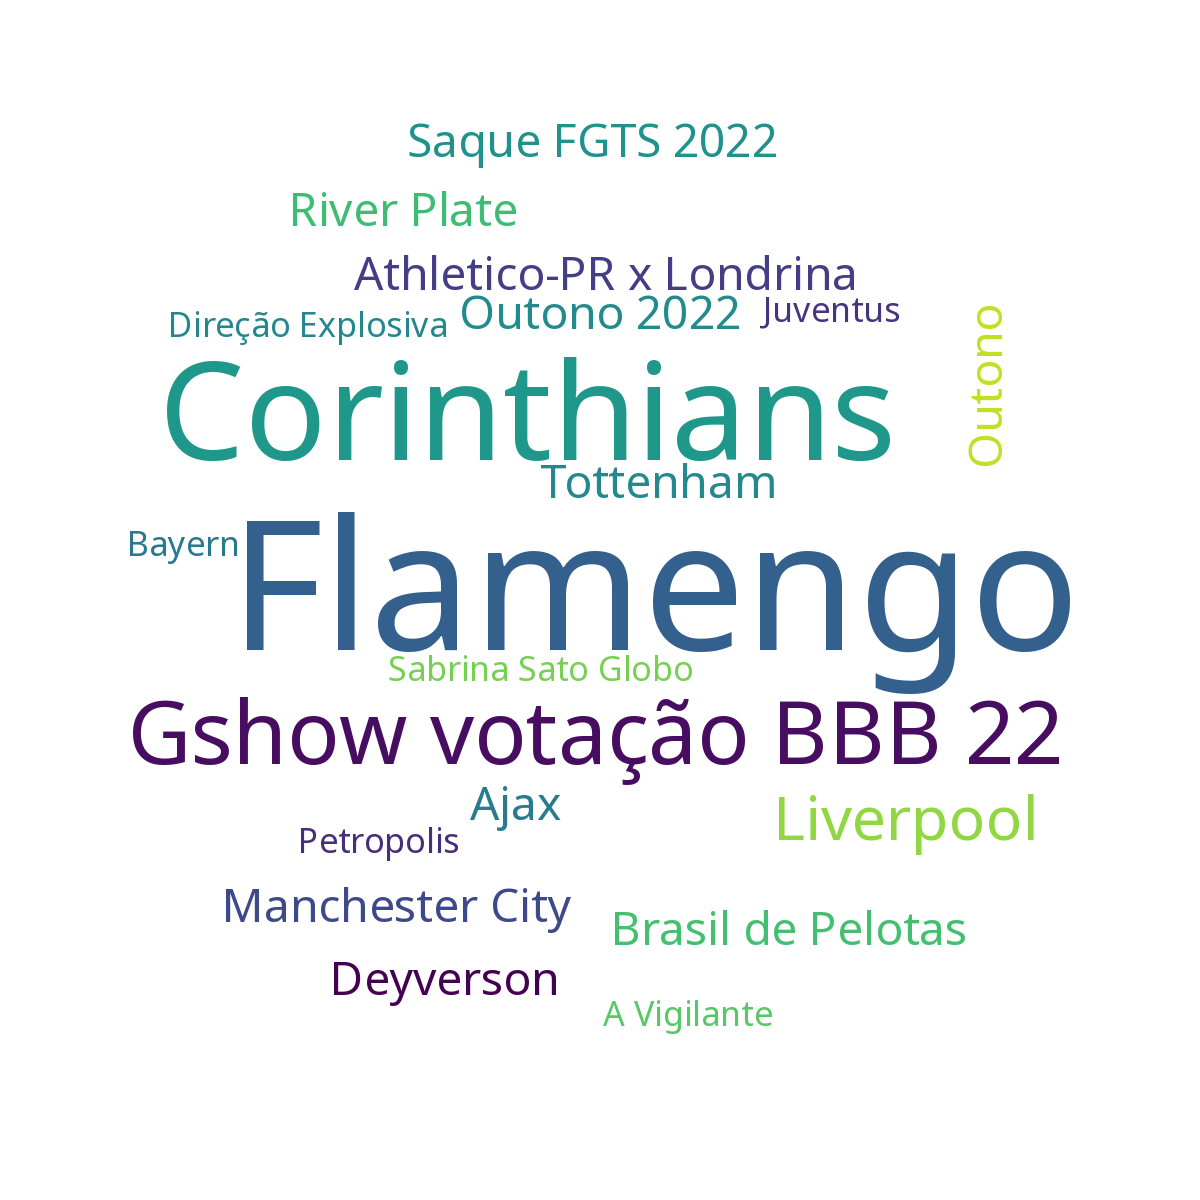 Saque FGTS 2022
River Plate
Athletico-PR x Londrina
Direção Explosiva
Outono 2022
Juventus
Outono
Corinthians
Tottenham
Bayern
Flamengo
Sabrina Sato Globo
Gshow votação BBB 22
Ajax
Liverpool
Petropolis
Manchester City
Brasil de Pelotas
Deyverson
A Vigilante